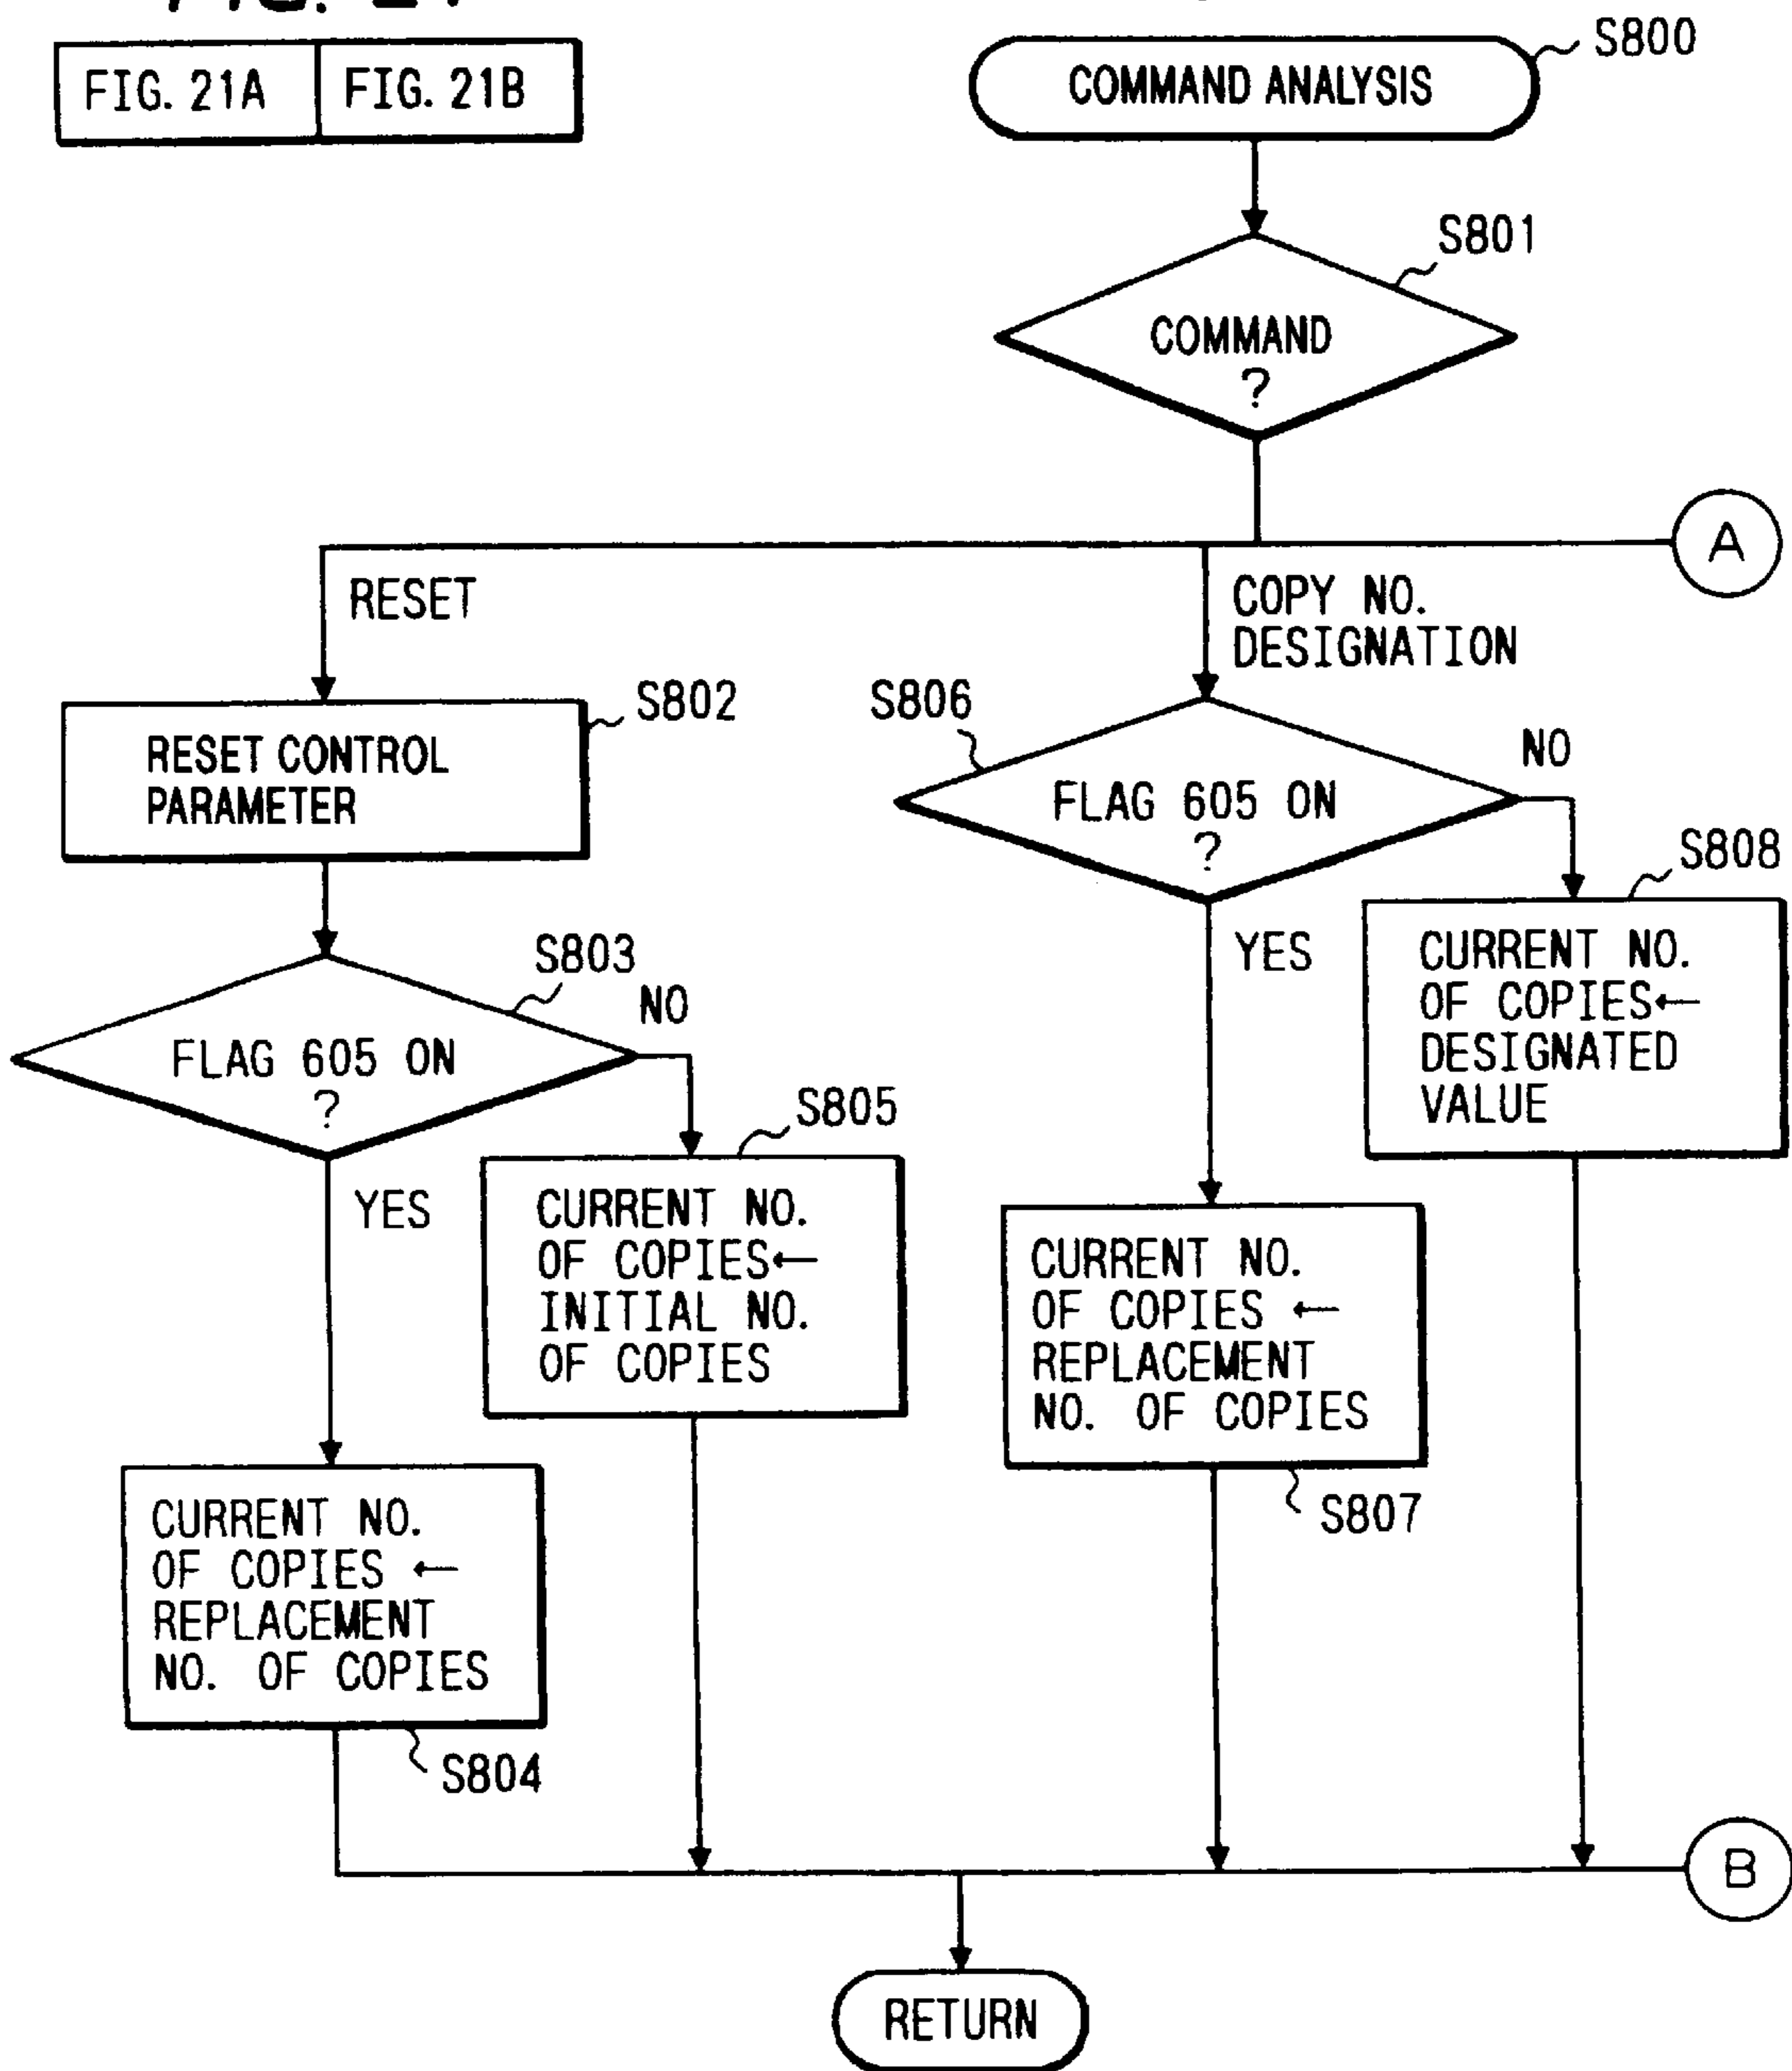 FIG. 21A FIG. 21B
COMMAND ANALYSIS
S800
S801
COMMAND
?
A
RESET
COPY NO.
DESIGNATION
S802
RESET CONTROL
PARAMETER
S806
FLAG 605 ON
?
NO
S808
CURRENT NO.
OF COPIES←
DESIGNATED
VALUE
YES
S803
FLAG 605 ON
?
NO
S805
CURRENT NO.
OF COPIES←
INITIAL NO.
OF COPIES
YES
CURRENT NO.
OF COPIES ←
REPLACEMENT
NO. OF COPIES
S807
CURRENT NO.
OF COPIES ←
REPLACEMENT
NO. OF COPIES
S804
B
RETURN